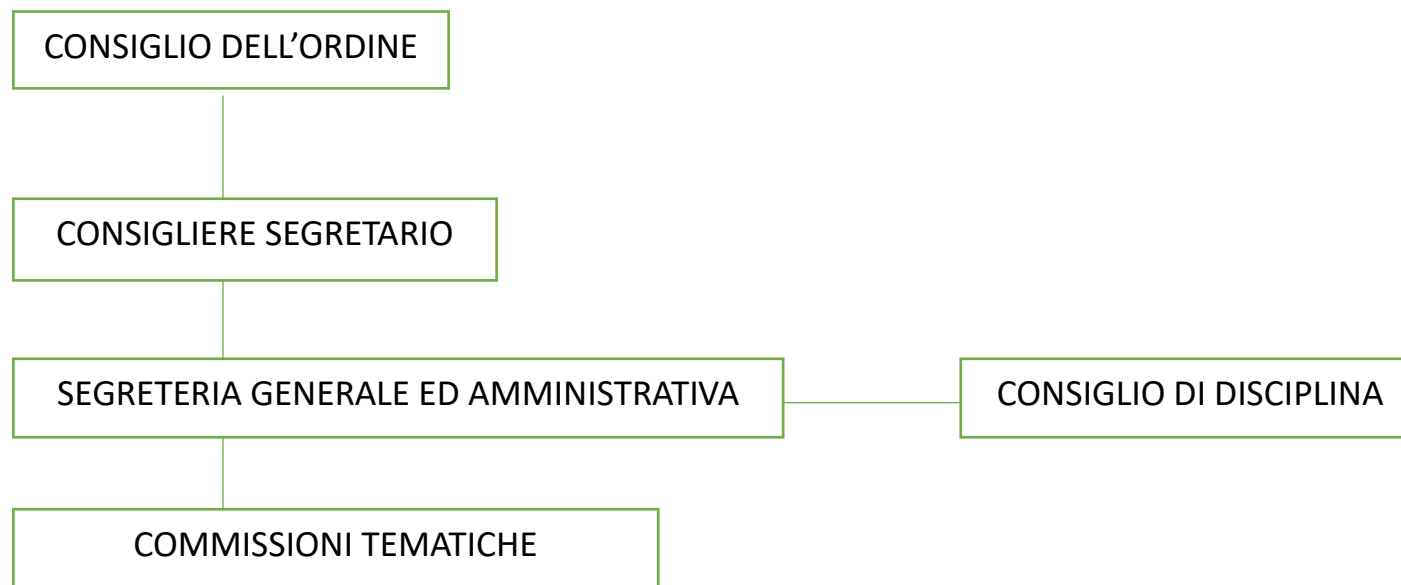 CONSIGLIO DELL’ORDINE
CONSIGLIERE SEGRETARIO
SEGRETERIA GENERALE ED AMMINISTRATIVA
CONSIGLIO DI DISCIPLINA
COMMISSIONI TEMATICHE